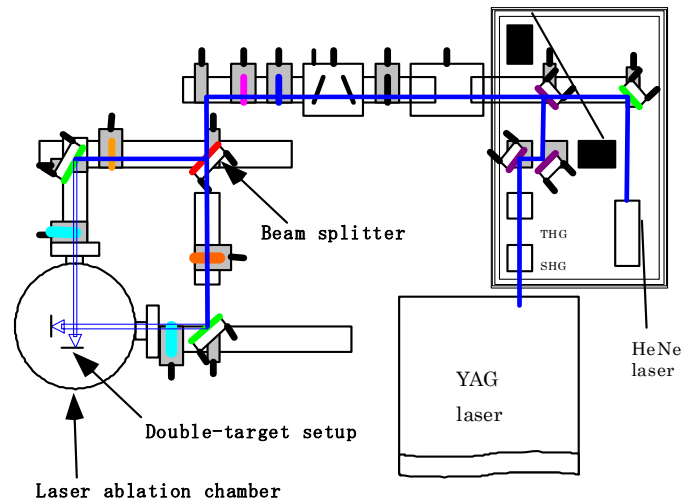 Beam splitter
THG
SHG
HeNe
laser
YAG
laser
Double-target setup
Laser ablation chamber